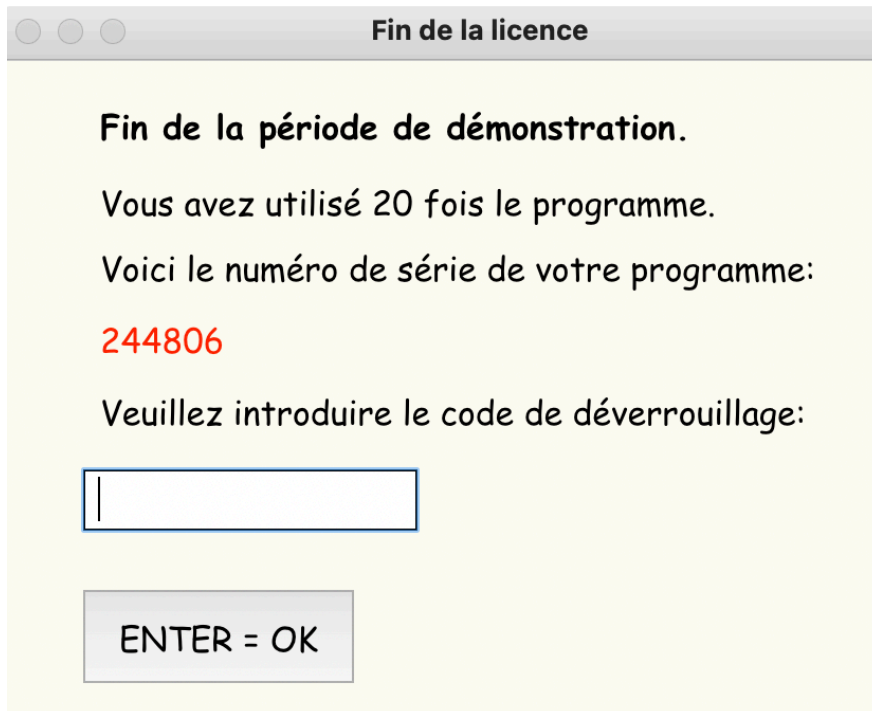 Fin de la licence
Fin de la période de démonstration.
Vous avez utilisé 20 fois le programme.
Voici le numéro de série de votre programme:
244806
Veuillez introduire le code de déverrouillage:
ENTER = OK